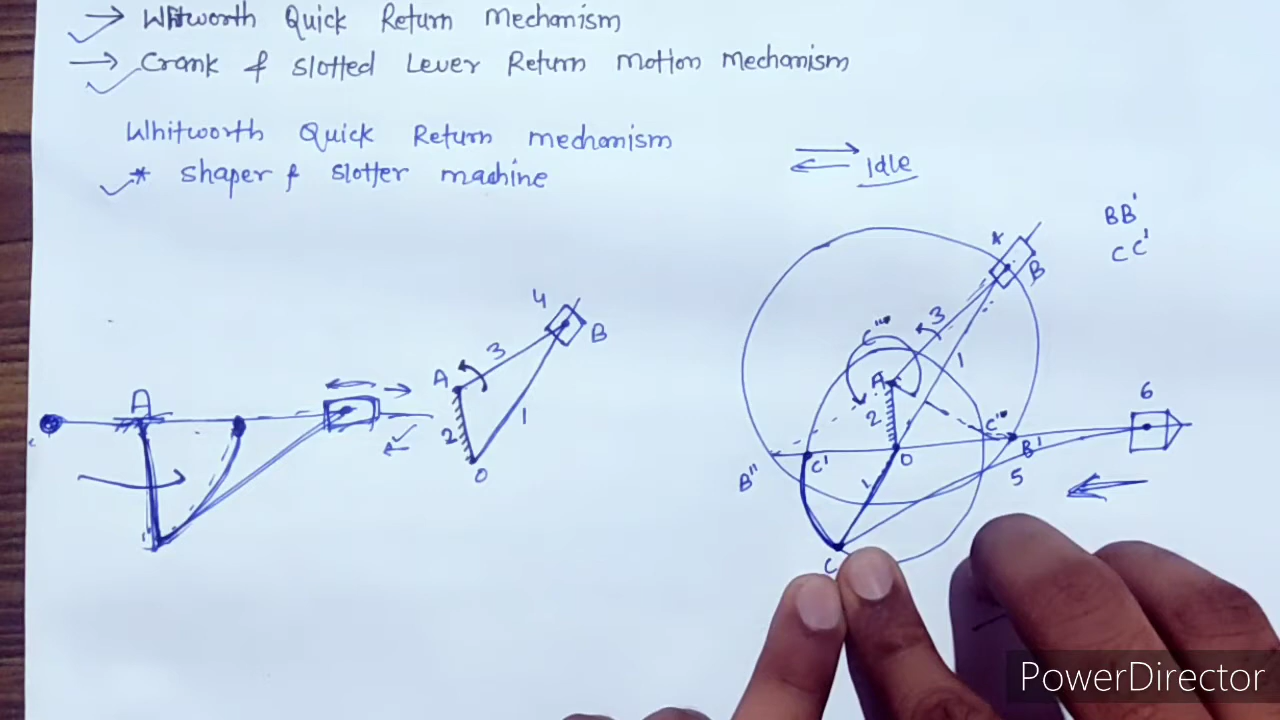 → Whitworth Quick Return Mechanism
→ Crank & slotted Lever Return motion mechanism
Whitworth Quick Return mechanism
* shaper & slotter machine
Idle
BB'
CC'
B
4
B
3
3
C'''
1
A
A
A
6
2
1
2
C''
B'
O
C'
O
B"
5
1
C
PowerDirector